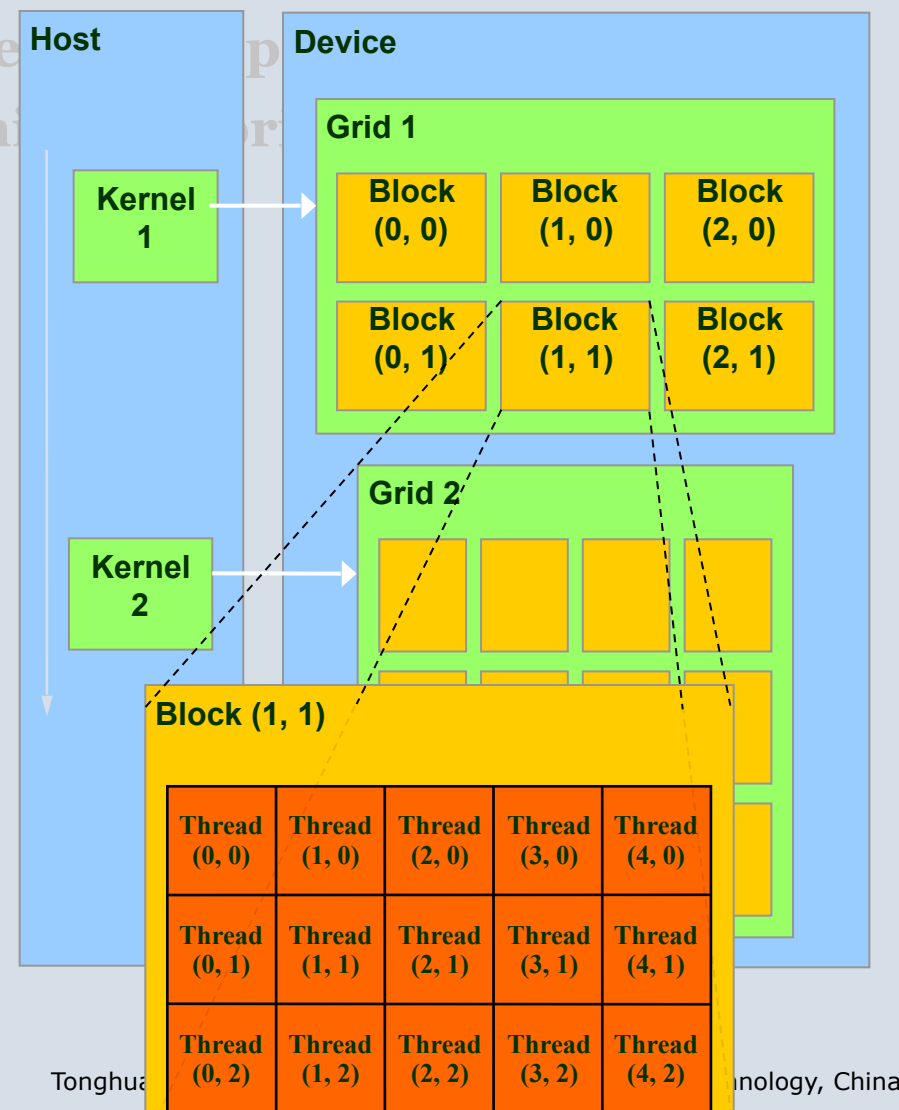 Host
Device
Grid 1
Kernel
1
Block
(0, 0)
Block
(1, 0)
Block
(2, 0)
Block
(0, 1)
Block
(1, 1)
Block
(2, 1)
Grid 2
Kernel
2
Block (1, 1)
Thread
(0, 0)
Thread
(1, 0)
Thread
(2, 0)
Thread
(3, 0)
Thread
(4, 0)
Thread
(0, 1)
Thread
(1, 1)
Thread
(2, 1)
Thread
(3, 1)
Thread
(4, 1)
Thread
(0, 2)
Thread
(1, 2)
Thread
(2, 2)
Thread
(3, 2)
Thread
(4, 2)
China